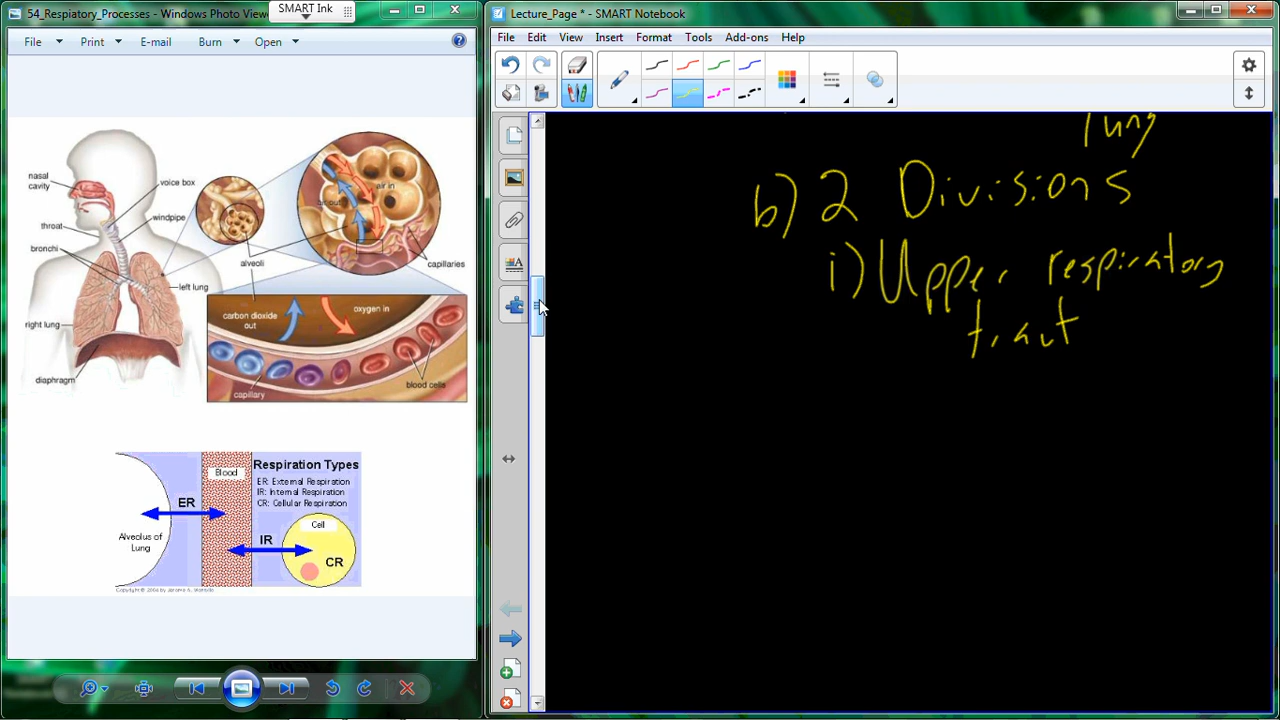 54_Respiratory_Processes - Windows Photo Viewe
SMART Ink
File Print E-mail Burn Open
nasal
cavity
voice box
throat
windpipe
bronchi
left lung
right lung
diaphragm
alveoli
air in
air out
capillaries
carbon dioxide
out
oxygen in
blood cells
capillary
Blood
Respiration Types
ER: External Respiration
IR: Internal Respiration
CR: Cellular Respiration
ER
Alveolus of
Lung
IR
Cell
CR
Lecture_Page * - SMART Notebook
File Edit View Insert Format Tools Add-ons Help
lung
b) 2 Divisions
i) Upper respiratory
tract